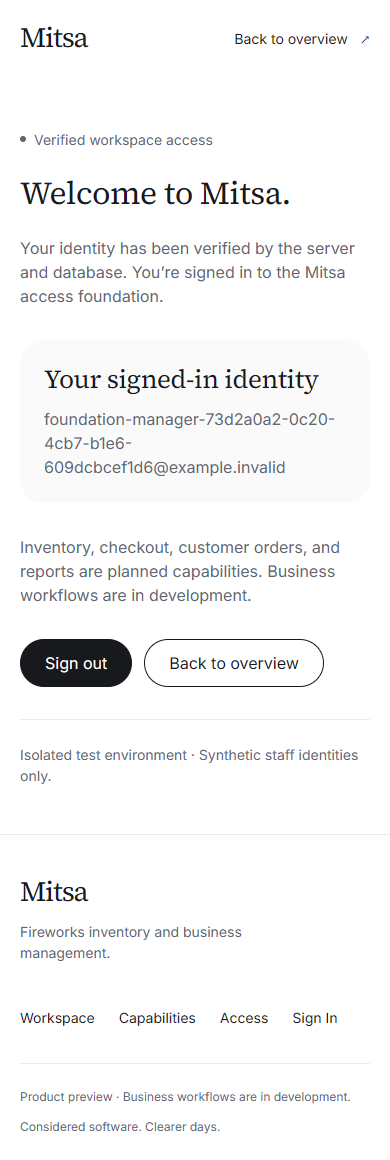 Mitsa
Back to overview ↗
Verified workspace access
Welcome to Mitsa.
Your identity has been verified by the server
and database. You’re signed in to the Mitsa
access foundation.
Your signed-in identity
foundation-manager-73d2a0a2-0c20-
4cb7-b1e6-
609dcbcef1d6@example.invalid
Inventory, checkout, customer orders, and
reports are planned capabilities. Business
workflows are in development.
Sign out
Back to overview
Isolated test environment · Synthetic staff identities
only.
Mitsa
Fireworks inventory and business
management.
Workspace Capabilities Access Sign In
Product preview · Business workflows are in development.
Considered software. Clearer days.